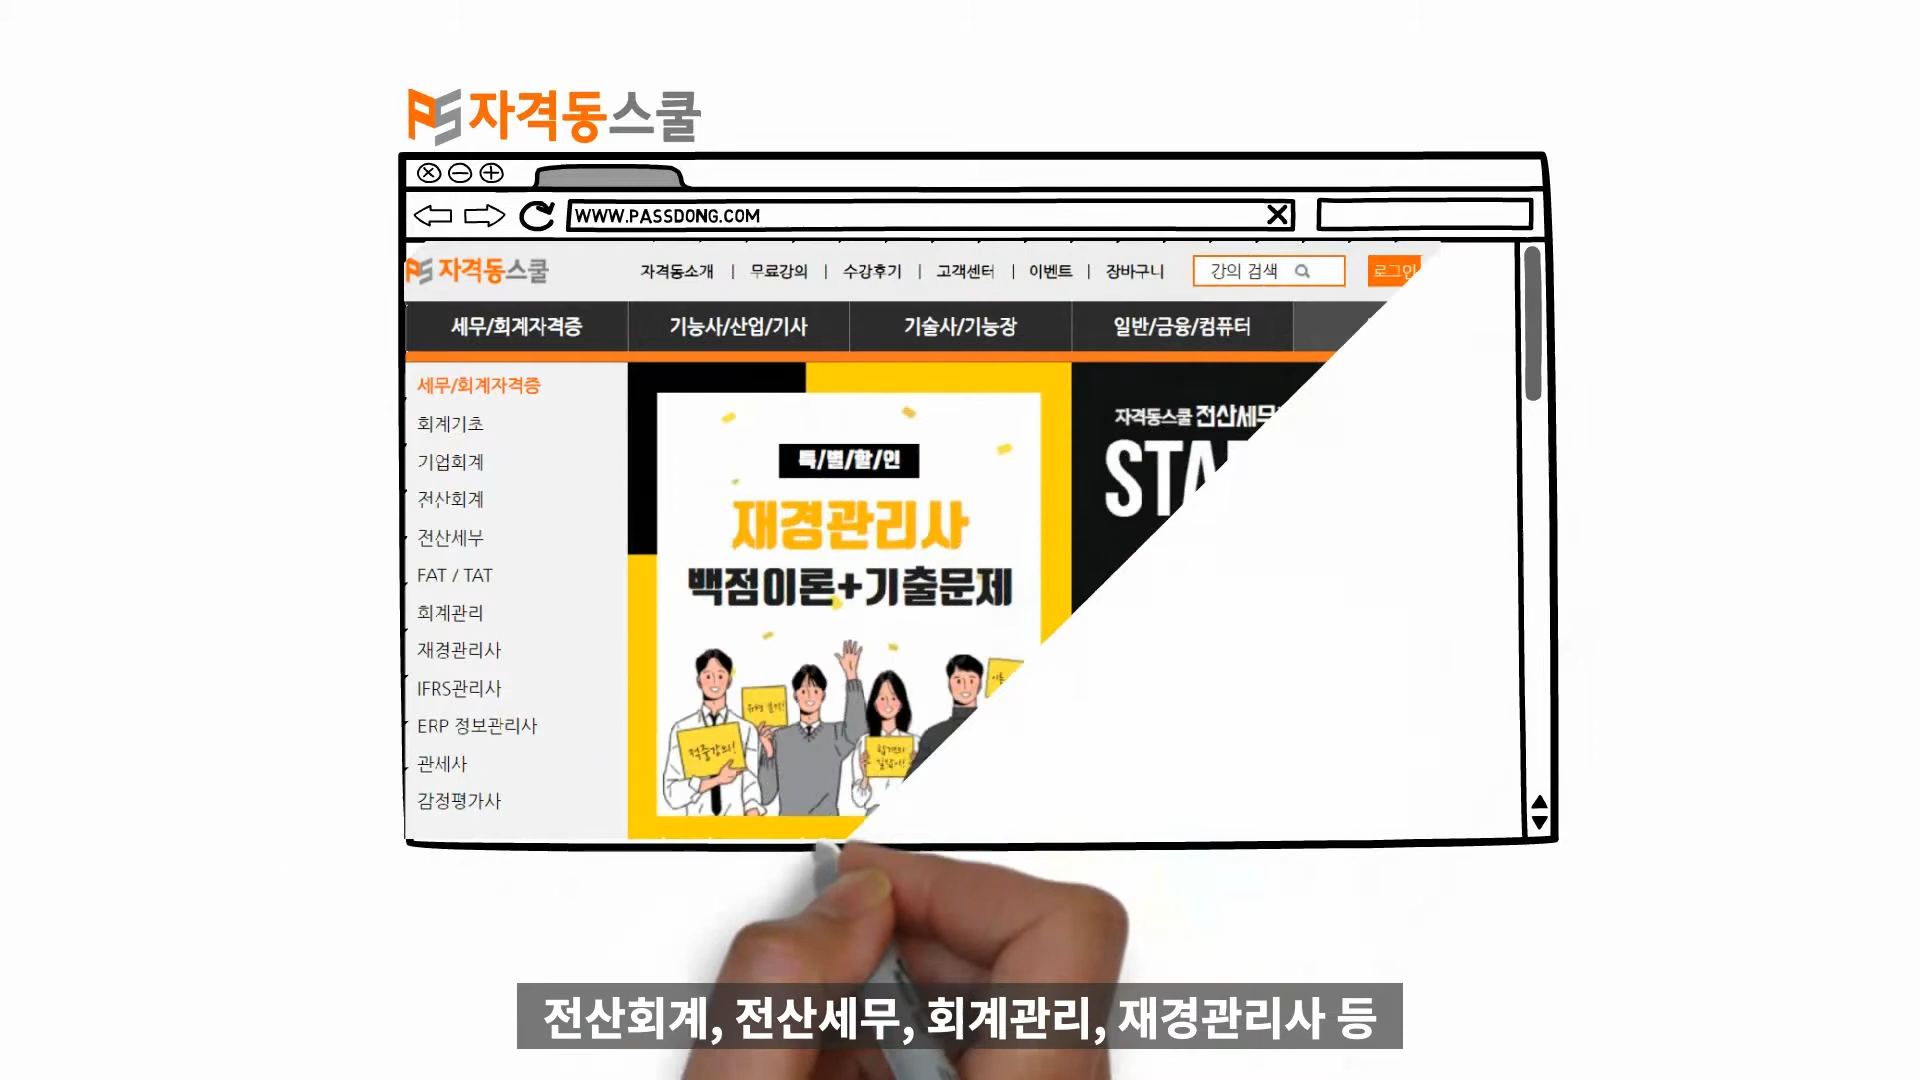 자격동스쿨
WWW.PASSDONG.COM
자격동스쿨
자격동소개 | 무료강의 | 수강후기 | 고객센터 | 이벤트 | 장바구니
강의 검색
로그인
세무/회계자격증
기능사/산업/기사
기술사/기능장
일반/금융/컴퓨터
세무/회계자격증
회계기초
기업회계
전산회계
전산세무
FAT / TAT
회계관리
재경관리사
IFRS관리사
ERP 정보관리사
관세사
감정평가사
특/별/할/인
재경관리사
백점이론+기출문제
적중강의!
자격동스쿨 전산세무
STA
전산회계, 전산세무, 회계관리, 재경관리사 등